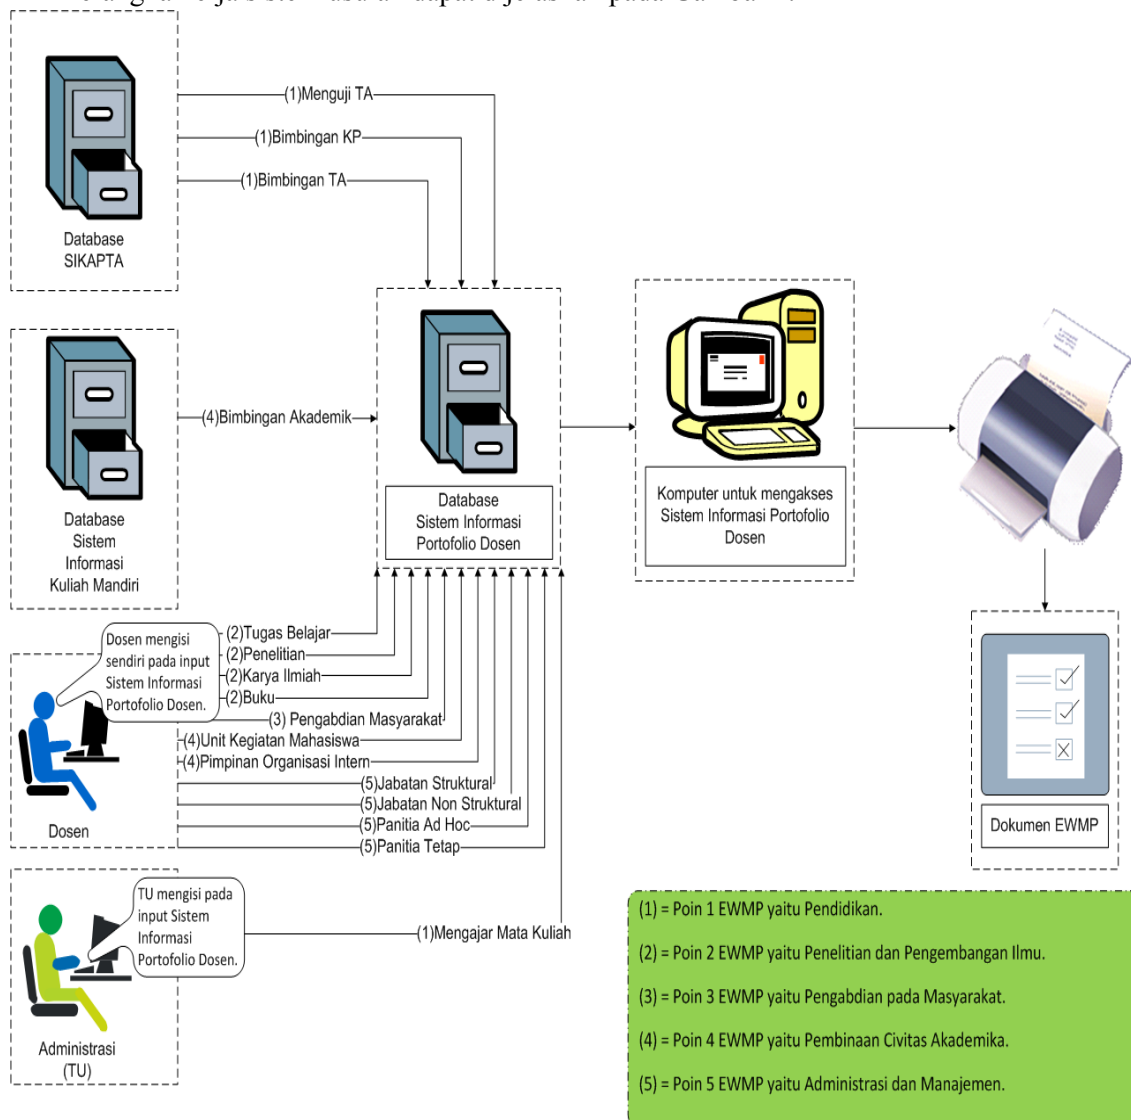 (1)Menguji TA
(1)Bimbingan KP
(1)Bimbingan TA
Database
SIKAPTA
(4)Bimbingan Akademik
Database
Sistem
Informasi
Kuliah Mandiri
Database
Sistem Informasi
Portofolio Dosen
Komputer untuk mengakses
Sistem Informasi Portofolio
Dosen
Dosen mengisi
sendiri pada input
Sistem Informasi
Portofolio Dosen.
(2)Tugas Belajar
(2)Penelitian
(2)Karya Ilmiah
(2)Buku
(3) Pengabdian Masyarakat
(4)Unit Kegiatan Mahasiswa
(4)Pimpinan Organisasi Intern
(5)Jabatan Struktural
(5)Jabatan Non Struktural
(5)Panitia Ad Hoc
(5)Panitia Tetap
Dosen
Dokumen EWMP
TU mengisi pada
input Sistem
Informasi
Portofolio Dosen.
(1)Mengajar Mata Kuliah
Administrasi
(TU)
(1) = Poin 1 EWMP yaitu Pendidikan.
(2) = Poin 2 EWMP yaitu Penelitian dan Pengembangan Ilmu.
(3) = Poin 3 EWMP yaitu Pengabdian pada Masyarakat.
(4) = Poin 4 EWMP yaitu Pembinaan Civitas Akademika.
(5) = Poin 5 EWMP yaitu Administrasi dan Manajemen.